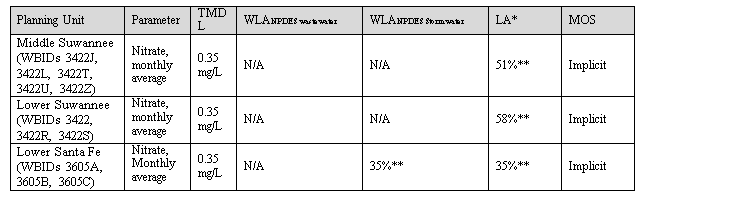 Planning Unit Parameter TMD L WLANPDES wastewater WLANPDES Stormwater LA* MOS
Middle Suwannee
(WBIDs 3422J,
3422L, 3422T,
3422U, 3422Z)
Nitrate,
monthly
average
0.35
mg/L
N/A
N/A
51%**
Implicit
Lower Suwannee
(WBIDs 3422,
3422R, 3422S)
Nitrate,
monthly
average
0.35
mg/L
N/A
N/A
58%**
Implicit
Lower Santa Fe
(WBIDs 3605A,
3605B, 3605C)
Nitrate,
Monthly
average
0.35
mg/L
N/A
35%**
35%**
Implicit